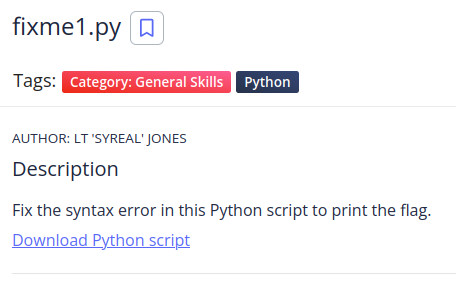 fixme1.py
Tags: Category: General Skills Python
AUTHOR: LT 'SYREAL' JONES
Description
Fix the syntax error in this Python script to print the flag.
Download Python script